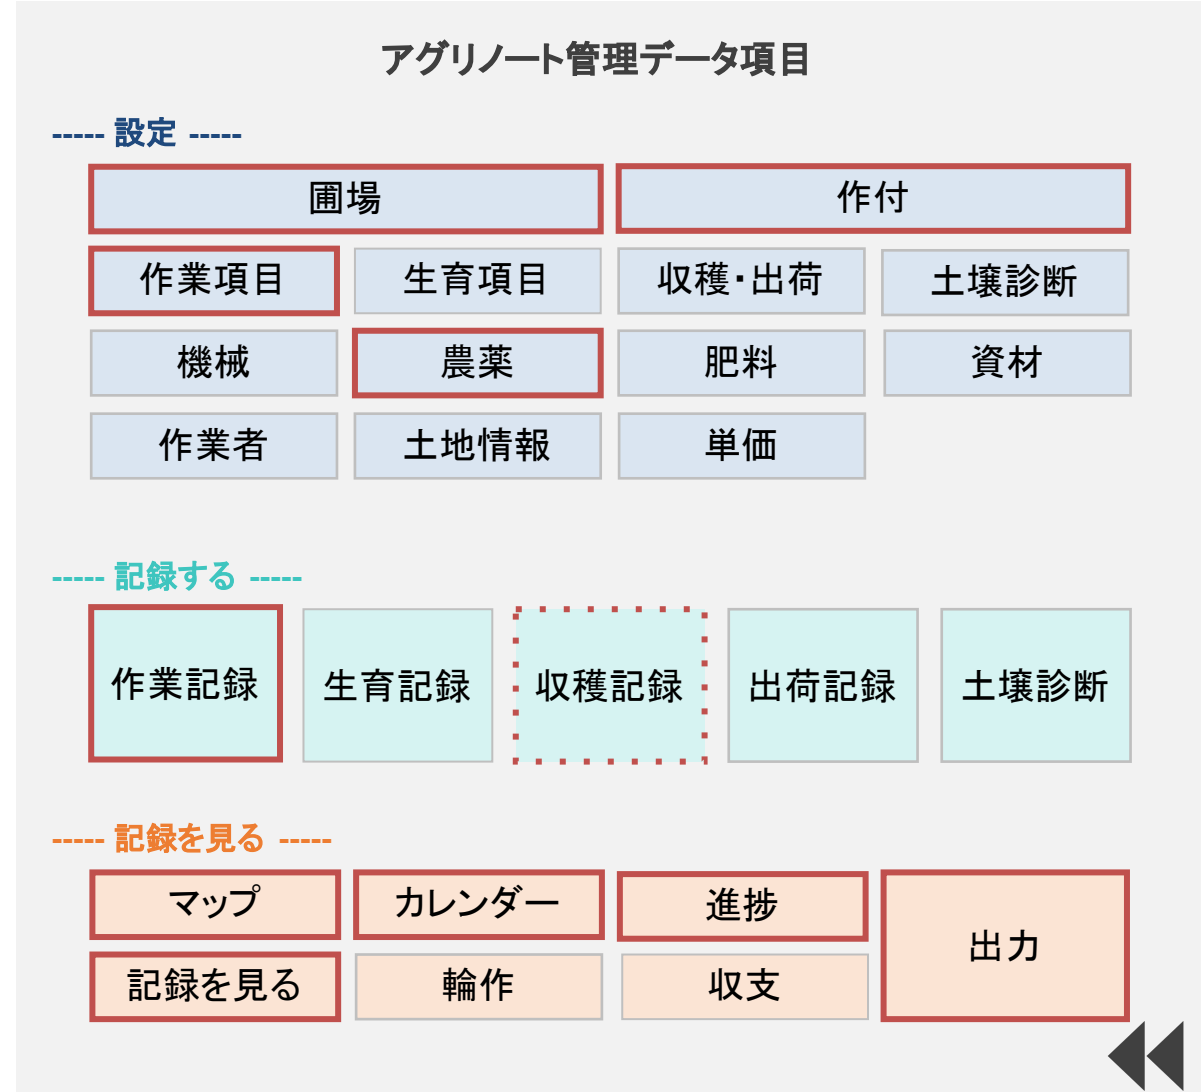 アグリノート管理データ項目
----- 設定 -----
圃場 作付
作業項目 生育項目 収穫・出荷 土壌診断
機械 農薬 肥料 資材
作業者 土地情報 単価
----- 記録する -----
作業記録 生育記録 収穫記録 出荷記録 土壌診断
----- 記録を見る -----
マップ カレンダー 進捗
出力
記録を見る 輪作 収支